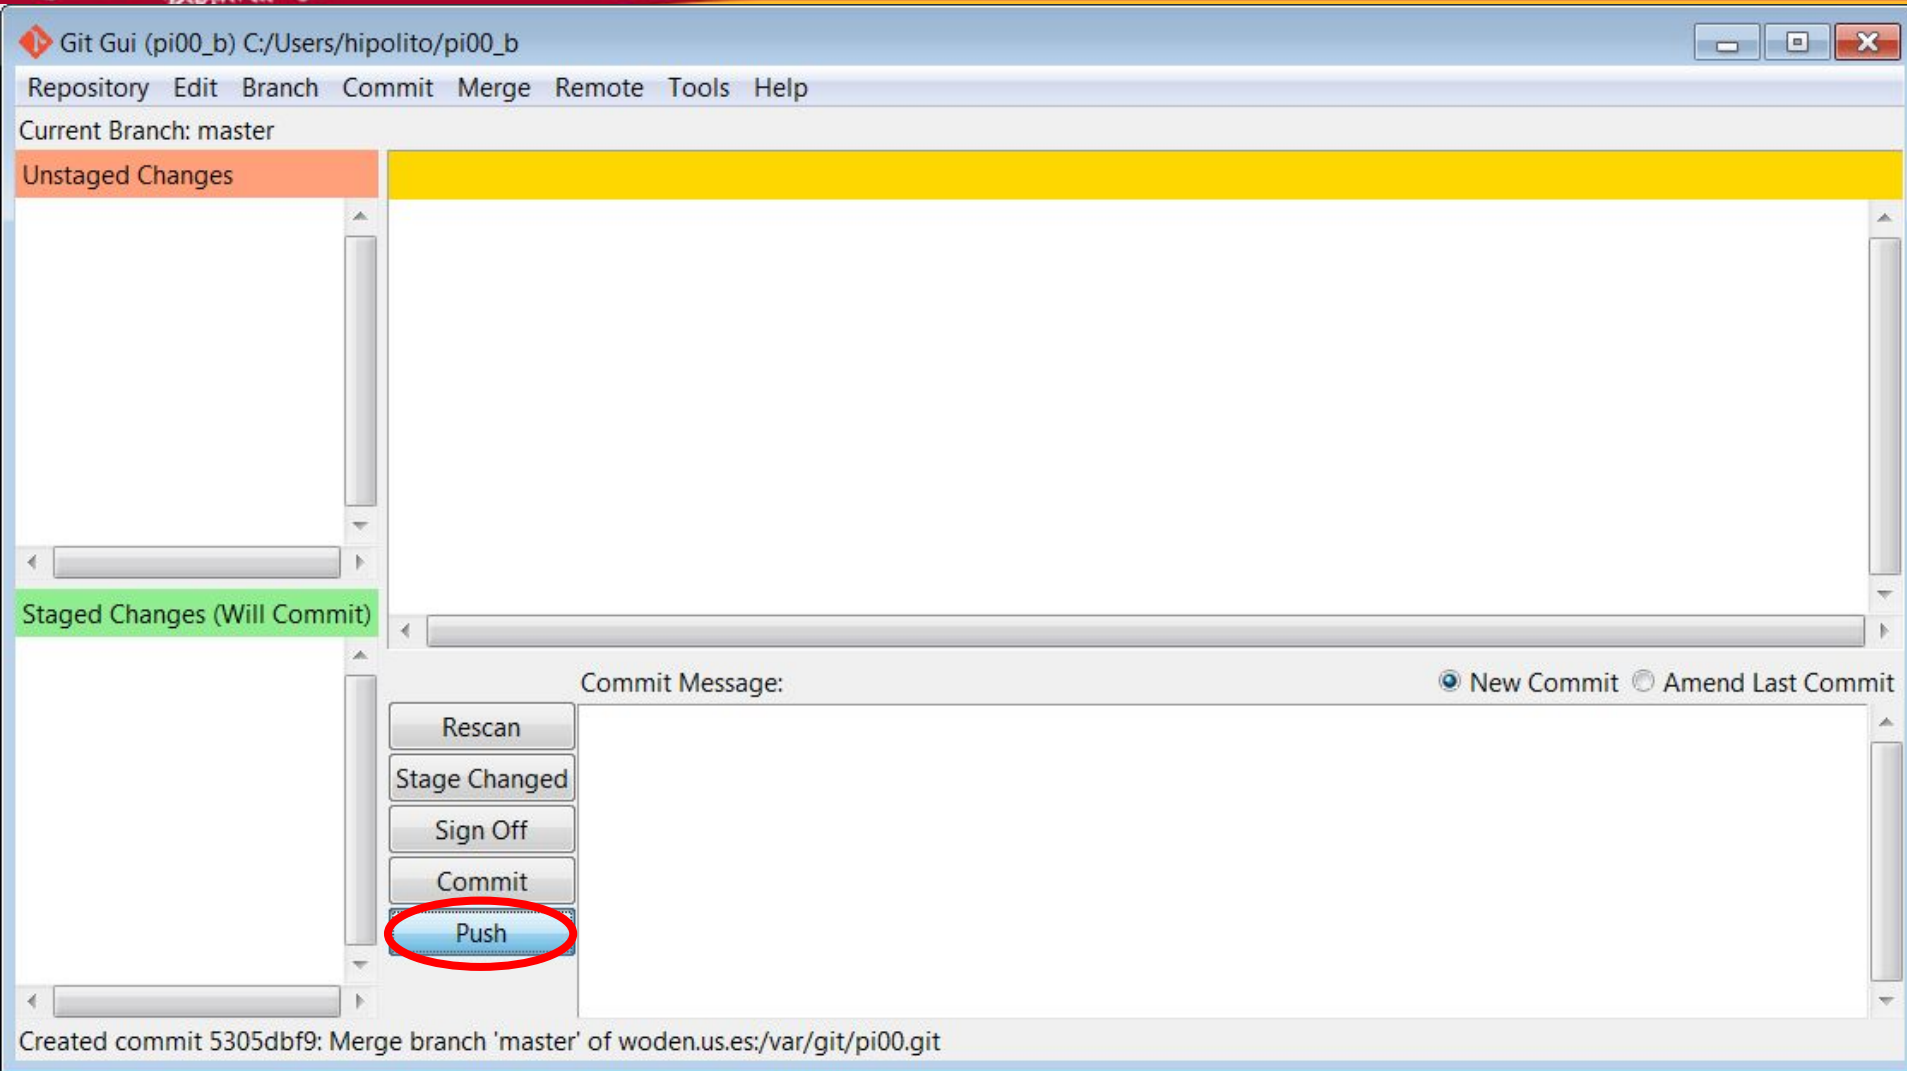 Git Gui (pi00_b) C:/Users/hipolito/pi00_b
Repository Edit Branch Commit Merge Remote Tools Help
Current Branch: master
Unstaged Changes
Staged Changes (Will Commit)
Commit Message:
New Commit Amend Last Commit
Rescan
Stage Changed
Sign Off
Commit
Push
Created commit 5305dbf9: Merge branch 'master' of woden.us.es:/var/git/pi00.git